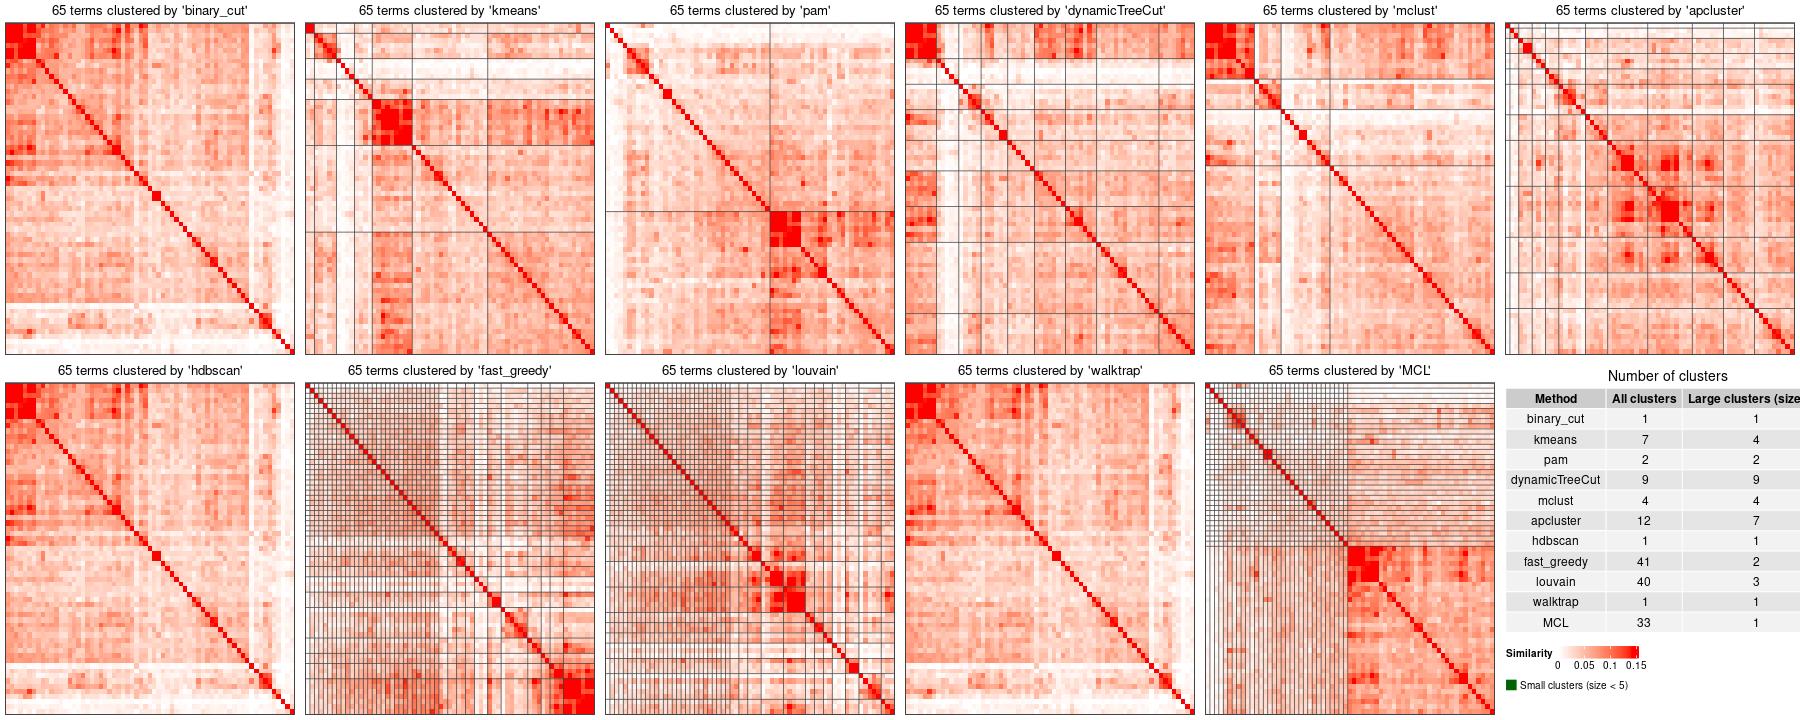 65 terms clustered by 'binary_cut'
65 terms clustered by 'kmeans'
65 terms clustered by 'pam'
65 terms clustered by 'dynamicTreeCut'
65 terms clustered by 'mclust'
65 terms clustered by 'apcluster'
65 terms clustered by 'hdbscan'
65 terms clustered by 'fast_greedy'
65 terms clustered by 'louvain'
65 terms clustered by 'walktrap'
65 terms clustered by 'MCL'
Number of clusters
Method All clusters Large clusters (size
binary_cut 1 1
kmeans 7 4
pam 2 2
dynamicTreeCut 9 9
mclust 4 4
apcluster 12 7
hdbscan 1 1
fast_greedy 41 2
louvain 40 3
walktrap 1 1
MCL 33 1
Similarity
0 0.05 0.1 0.15
Small clusters (size < 5)